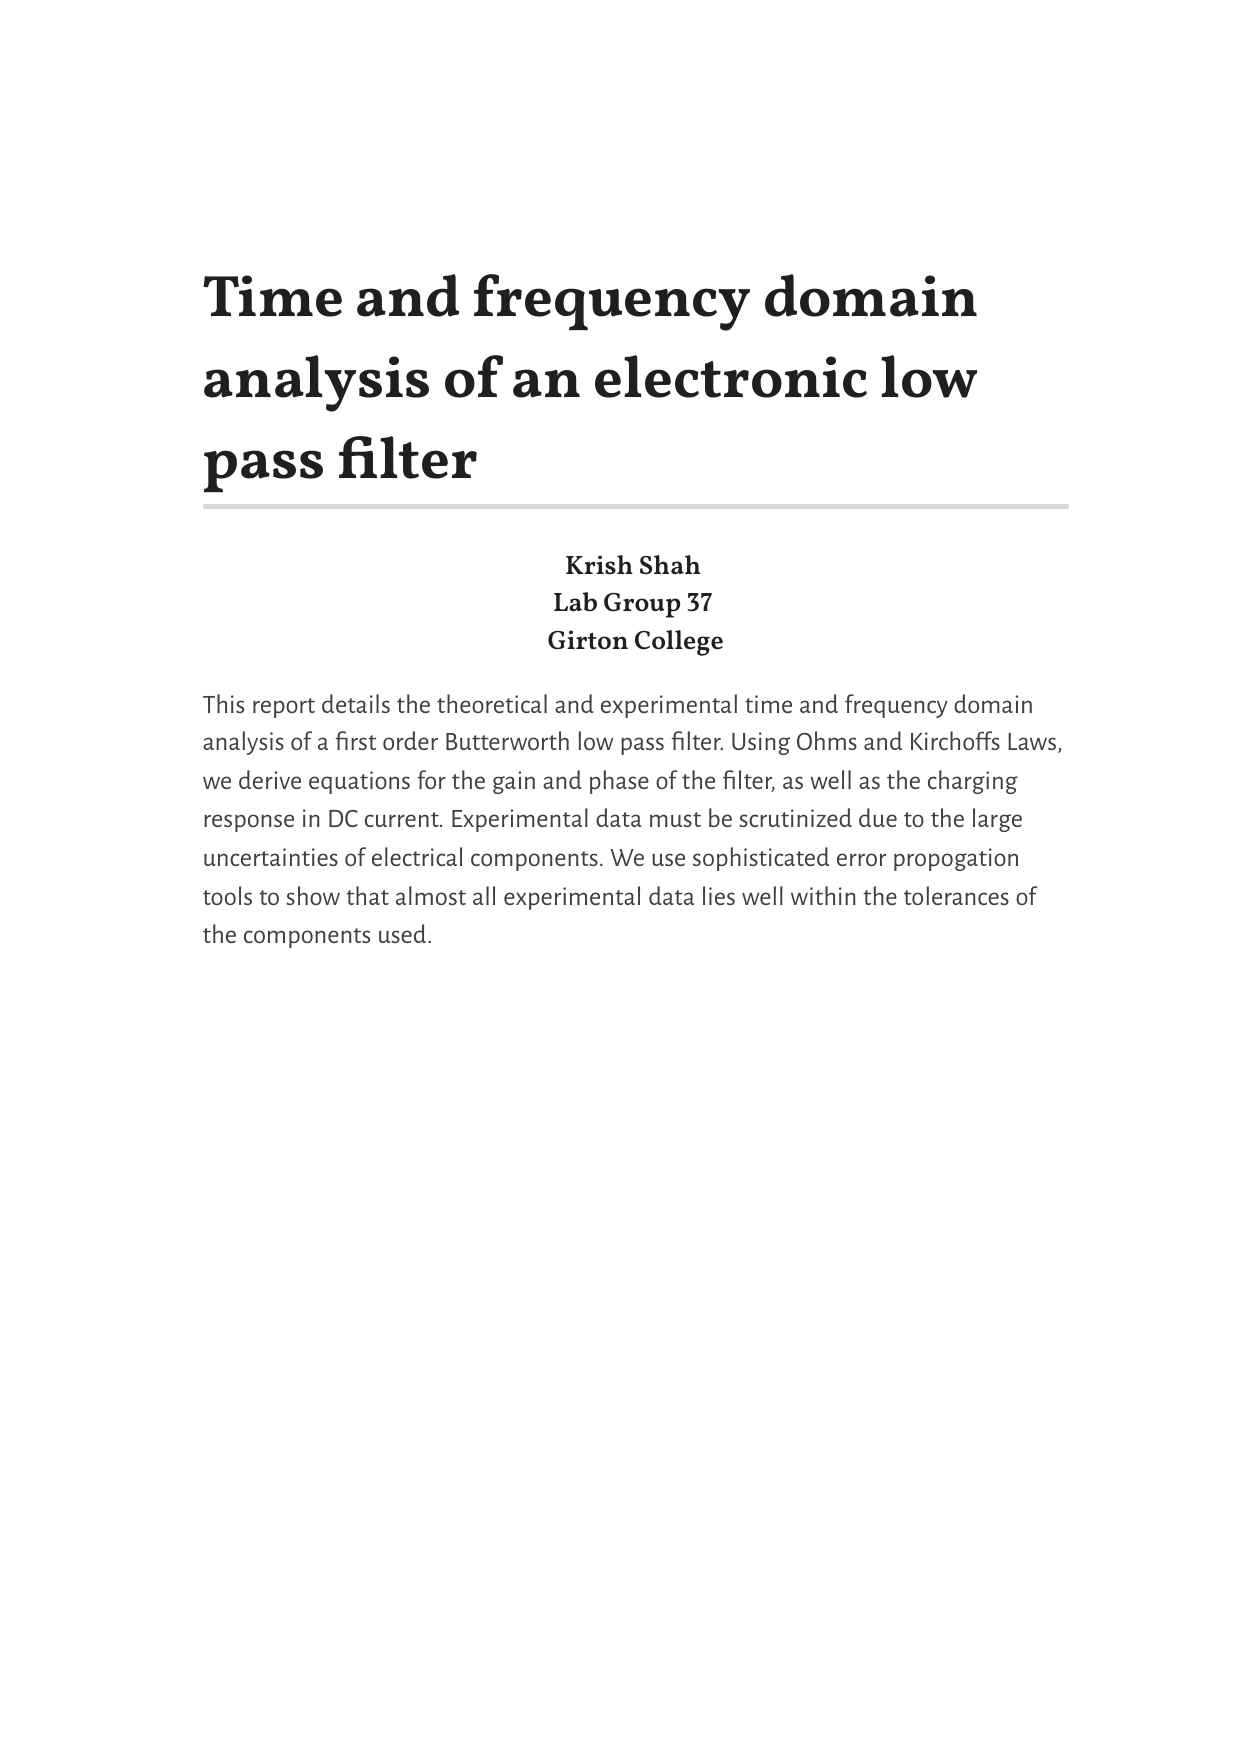 Time and frequency domain
analysis of an electronic low
pass filter
Krish Shah
Lab Group 37
Girton College
This report details the theoretical and experimental time and frequency domain
analysis of a first order Butterworth low pass filter. Using Ohms and Kirchoffs Laws,
we derive equations for the gain and phase of the filter, as well as the charging
response in DC current. Experimental data must be scrutinized due to the large
uncertainties of electrical components. We use sophisticated error propogation
tools to show that almost all experimental data lies well within the tolerances of
the components used.